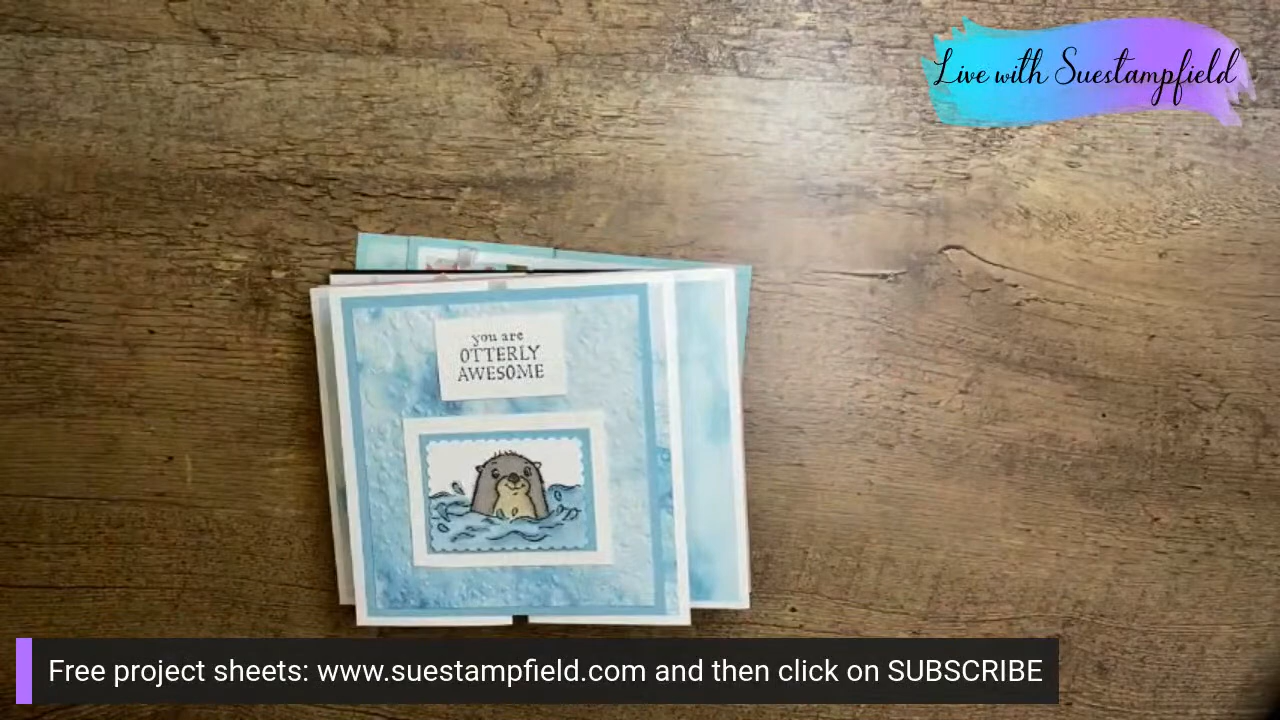 Live with Suestampfield
you are
OTTERLY
AWESOME
Free project sheets: www.suestampfield.com and then click on SUBSCRIBE